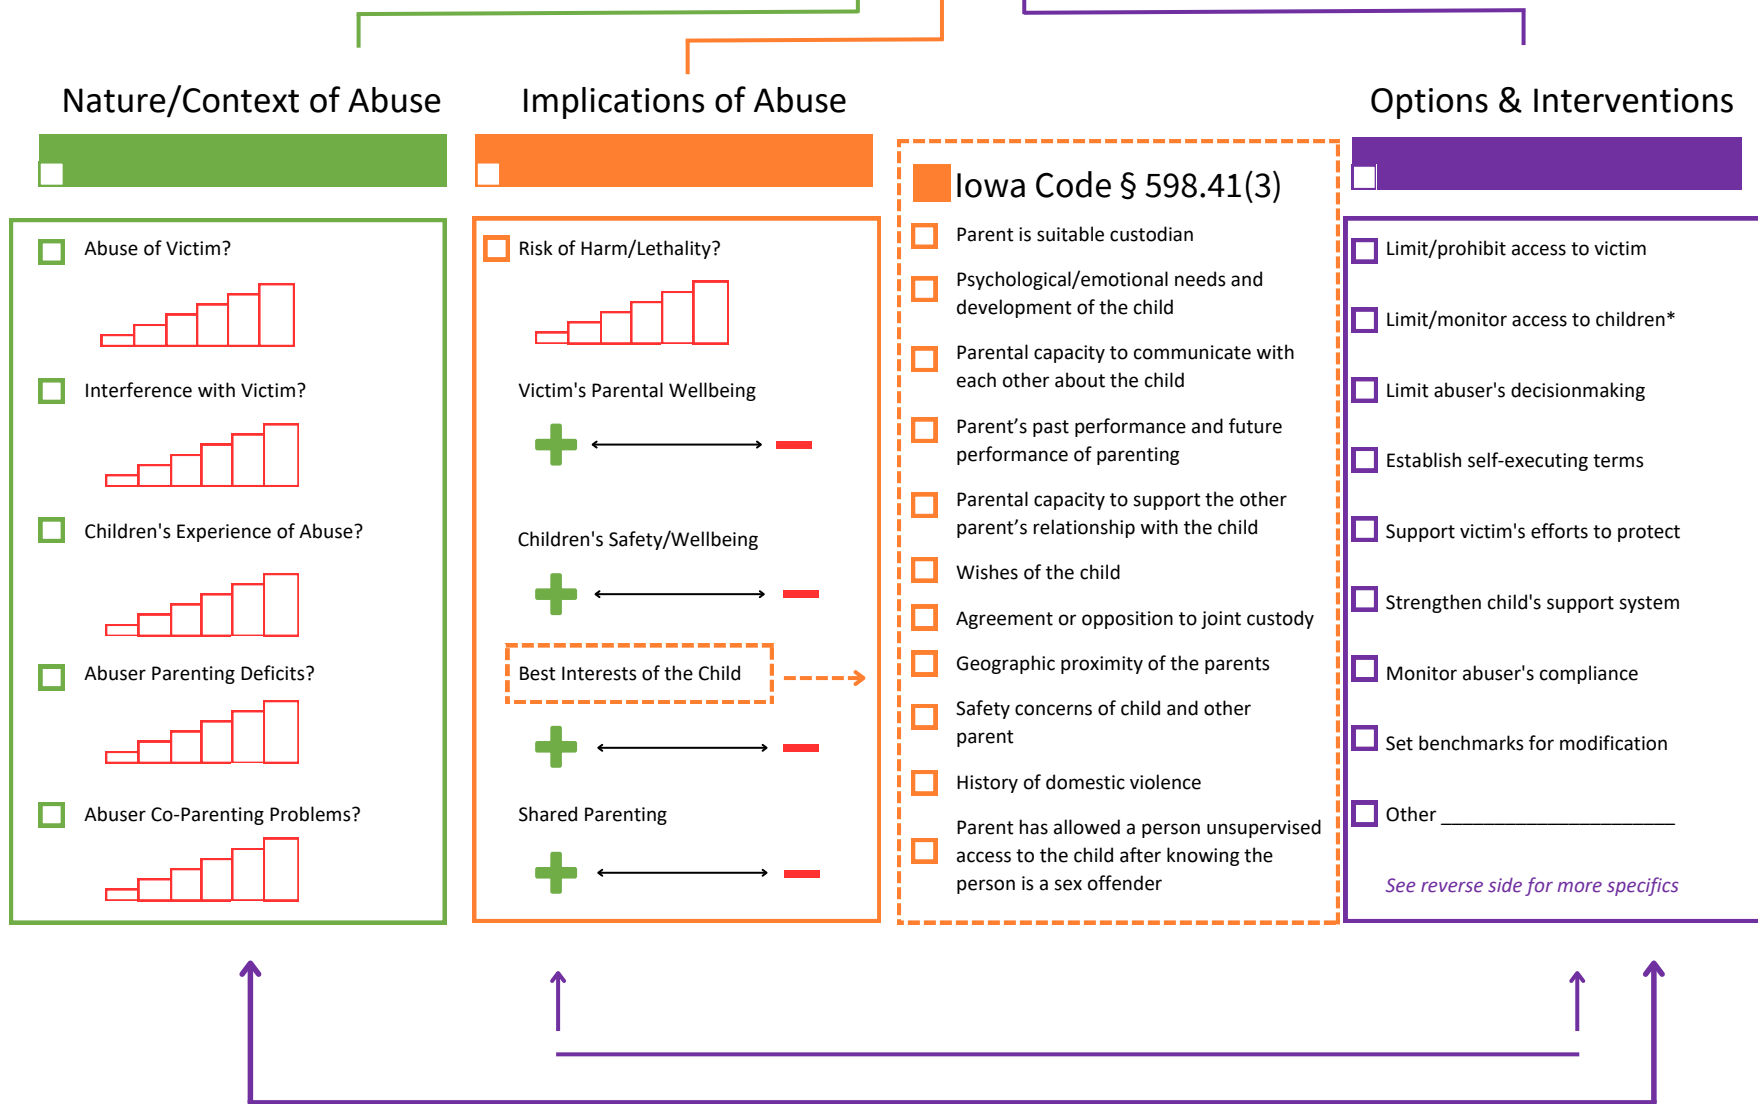 Nature/Context of Abuse
Abuse of Victim?
Interference with Victim?
Children's Experience of Abuse?
Abuser Parenting Deficits?
Abuser Co-Parenting Problems?
Implications of Abuse
Risk of Harm/Lethality?
Victim's Parental Wellbeing
Children's Safety/Wellbeing
Best Interests of the Child
Shared Parenting
Iowa Code § 598.41(3)
Parent is suitable custodian
Psychological/emotional needs and
development of the child
Parental capacity to communicate with
each other about the child
Parent’s past performance and future
performance of parenting
Parental capacity to support the other
parent’s relationship with the child
Wishes of the child
Agreement or opposition to joint custody
Geographic proximity of the parents
Safety concerns of child and other
parent
History of domestic violence
Parent has allowed a person unsupervised
access to the child after knowing the
person is a sex offender
Options & Interventions
Limit/prohibit access to victim
Limit/monitor access to children*
Limit abuser's decisionmaking
Establish self-executing terms
Support victim's efforts to protect
Strengthen child's support system
Monitor abuser's compliance
Set benchmarks for modification
Other ______________________
See reverse side for more specifics